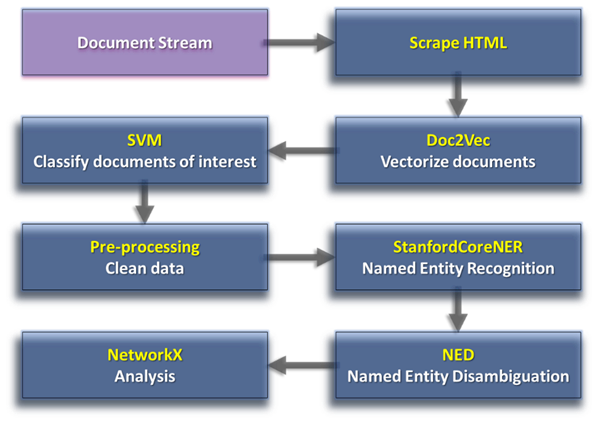 Document Stream
Scrape HTML
SVM
Classify documents of interest
Doc2Vec
Vectorize documents
Pre-processing
Clean data
StanfordCoreNER
Named Entity Recognition
NetworkX
Analysis
NED
Named Entity Disambiguation